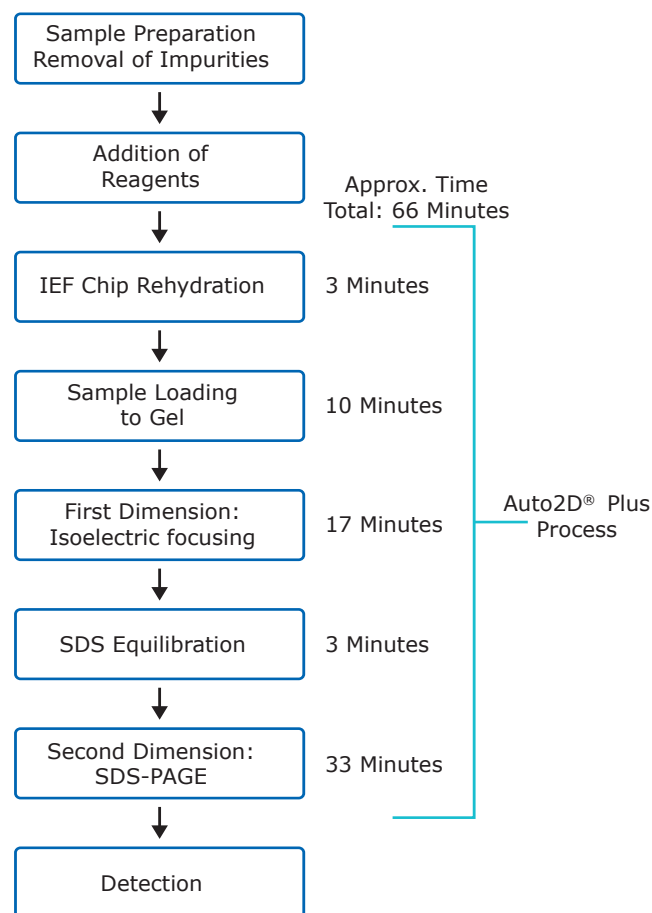 Sample Preparation
Removal of Impurities
Addition of
Reagents
Approx. Time
Total: 66 Minutes
IEF Chip Rehydration
3 Minutes
Sample Loading
to Gel
10 Minutes
First Dimension:
Isoelectric focusing
17 Minutes
Auto2D® Plus
Process
SDS Equilibration
3 Minutes
Second Dimension:
SDS-PAGE
33 Minutes
Detection